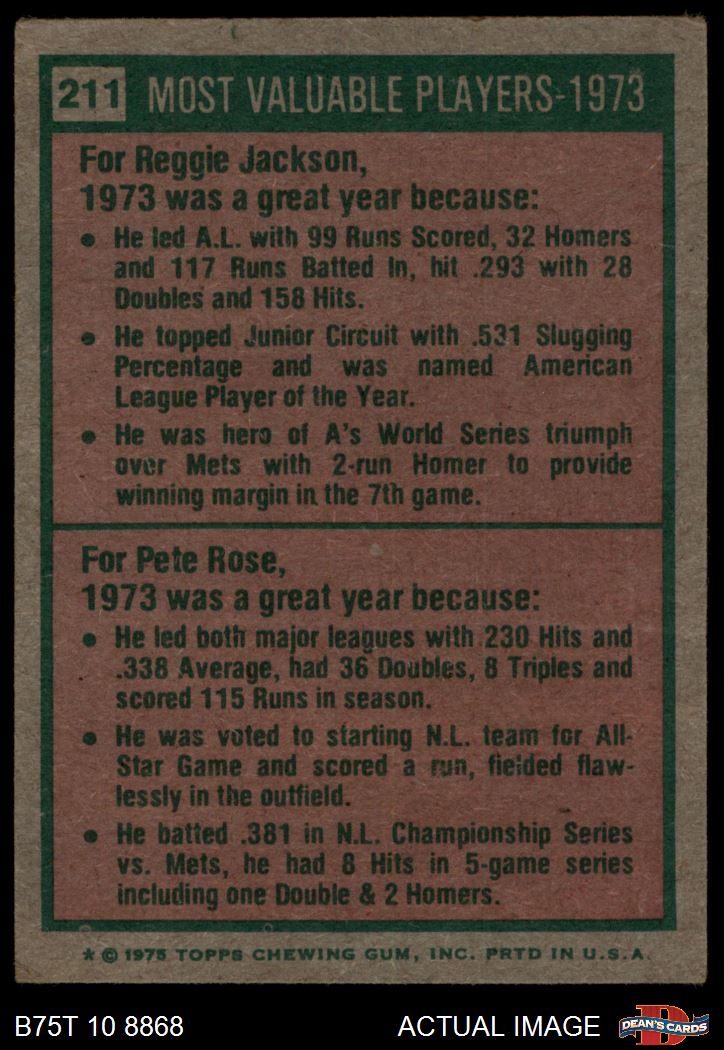 211 MOST VALUABLE PLAYERS-1973
For Reggie Jackson,
1973 was a great year because:
● He led A.L. with 99 Runs Scored, 32 Homers
and 117 Runs Batted In, hit .293 with 28
Doubles and 158 Hits.
● He topped Junior Circuit with .531 Slugging
Percentage and was named American
League Player of the Year.
● He was hero of A's World Series triumph
over Mets with 2-run Homer to provide
winning margin in the 7th game.
For Pete Rose,
1973 was a great year because:
● He led both major leagues with 230 Hits and
.338 Average, had 36 Doubles, 8 Triples and
scored 115 Runs in season.
● He was voted to starting N.L. team for All-
Star Game and scored a run, fielded flaw-
lessly in the outfield.
● He batted .381 in N.L. Championship Series
vs. Mets, he had 8 Hits in 5-game series
including one Double & 2 Homers.
* © 1975 TOPPS CHEWING GUM, INC. PRTD IN U.S.A.
B75T 10 8868 ACTUAL IMAGE D DEAN'S CARDS